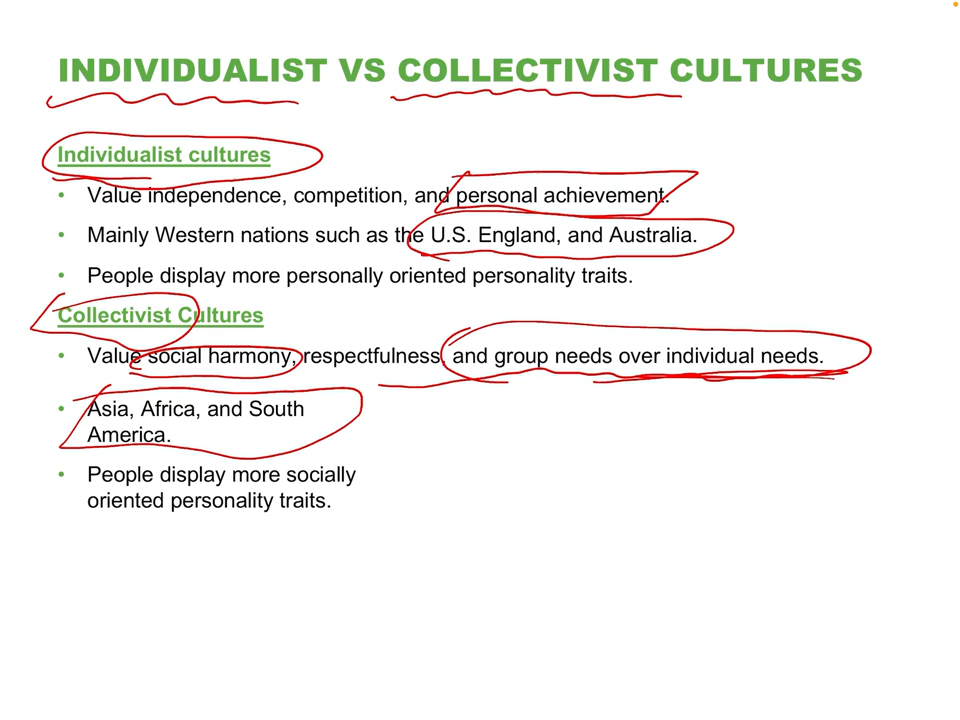 INDIVIDUALIST VS COLLECTIVIST CULTURES
Individualist cultures
• Value independence, competition, and personal achievement.
• Mainly Western nations such as the U.S. England, and Australia.
• People display more personally oriented personality traits.
Collectivist Cultures
• Value social harmony, respectfulness, and group needs over individual needs.
• Asia, Africa, and South
America.
• People display more socially
oriented personality traits.